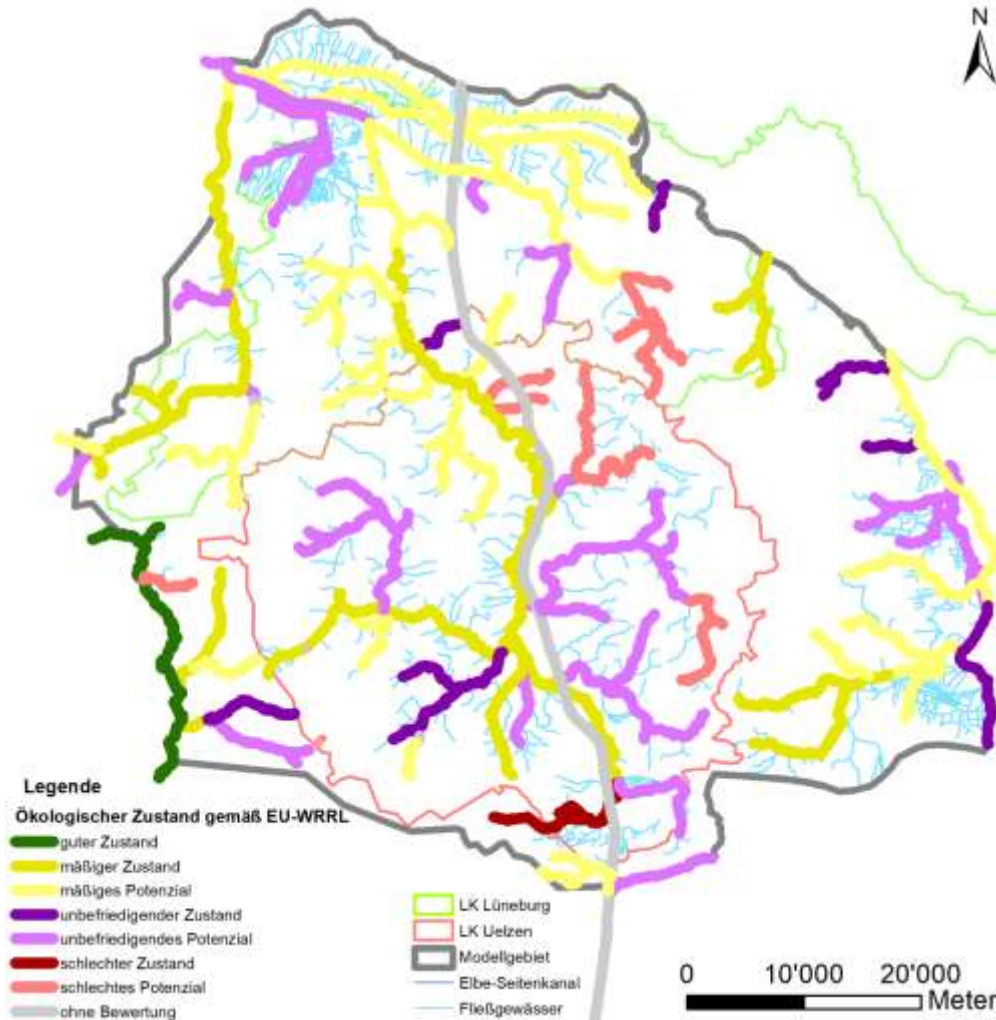 N
Legende
Ökologischer Zustand gemäß EU-WRRL
guter Zustand
mäßiger Zustand
mäßiges Potenzial
unbefriedigender Zustand
unbefriedigendes Potenzial
schlechter Zustand
schlechtes Potenzial
ohne Bewertung
LK Lüneburg
LK Uelzen
Modellgebiet
Elbe-Seitenkanal
Fließgewässer
0 10'000 20'000
Meter